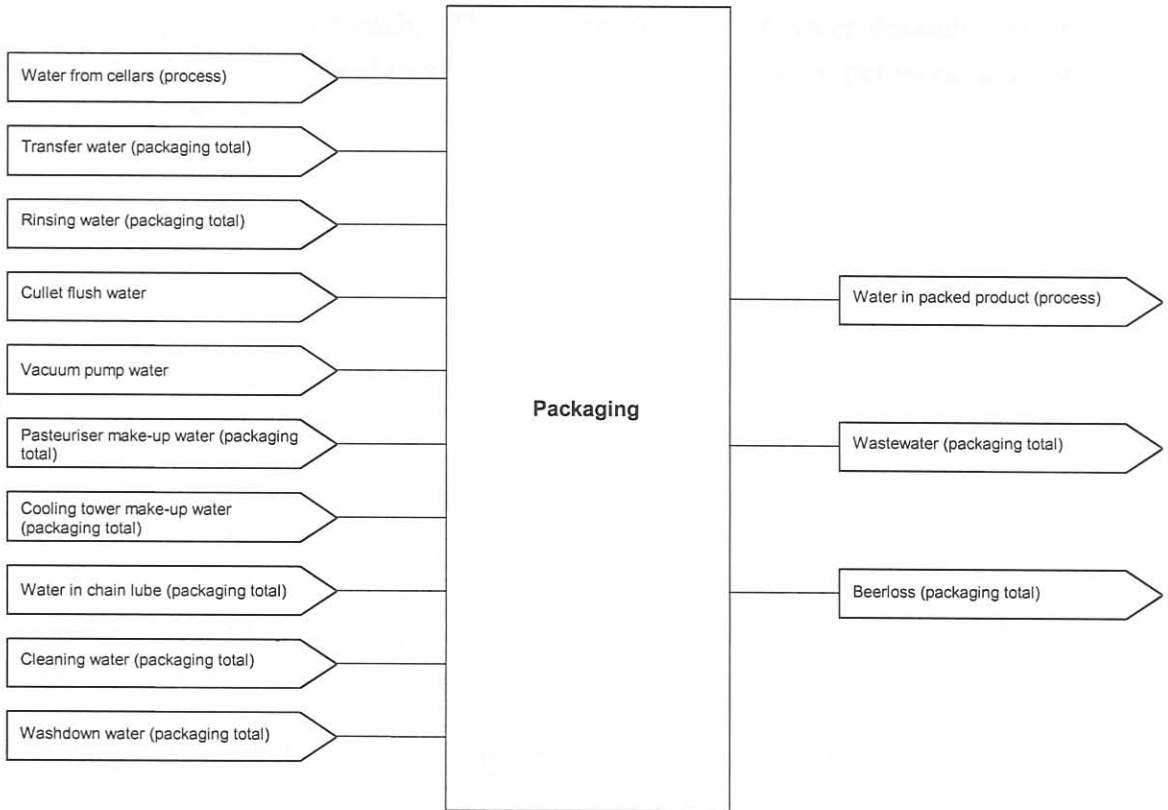 Water from cellars (process)
Transfer water (packaging total)
Rinsing water (packaging total)
Cullet flush water
Vacuum pump water
Pasteuriser make-up water (packaging
total)
Cooling tower make-up water
(packaging total)
Water in chain lube (packaging total)
Cleaning water (packaging total)
Washdown water (packaging total)
Packaging
Water in packed product (process)
Wastewater (packaging total)
Beerloss (packaging total)